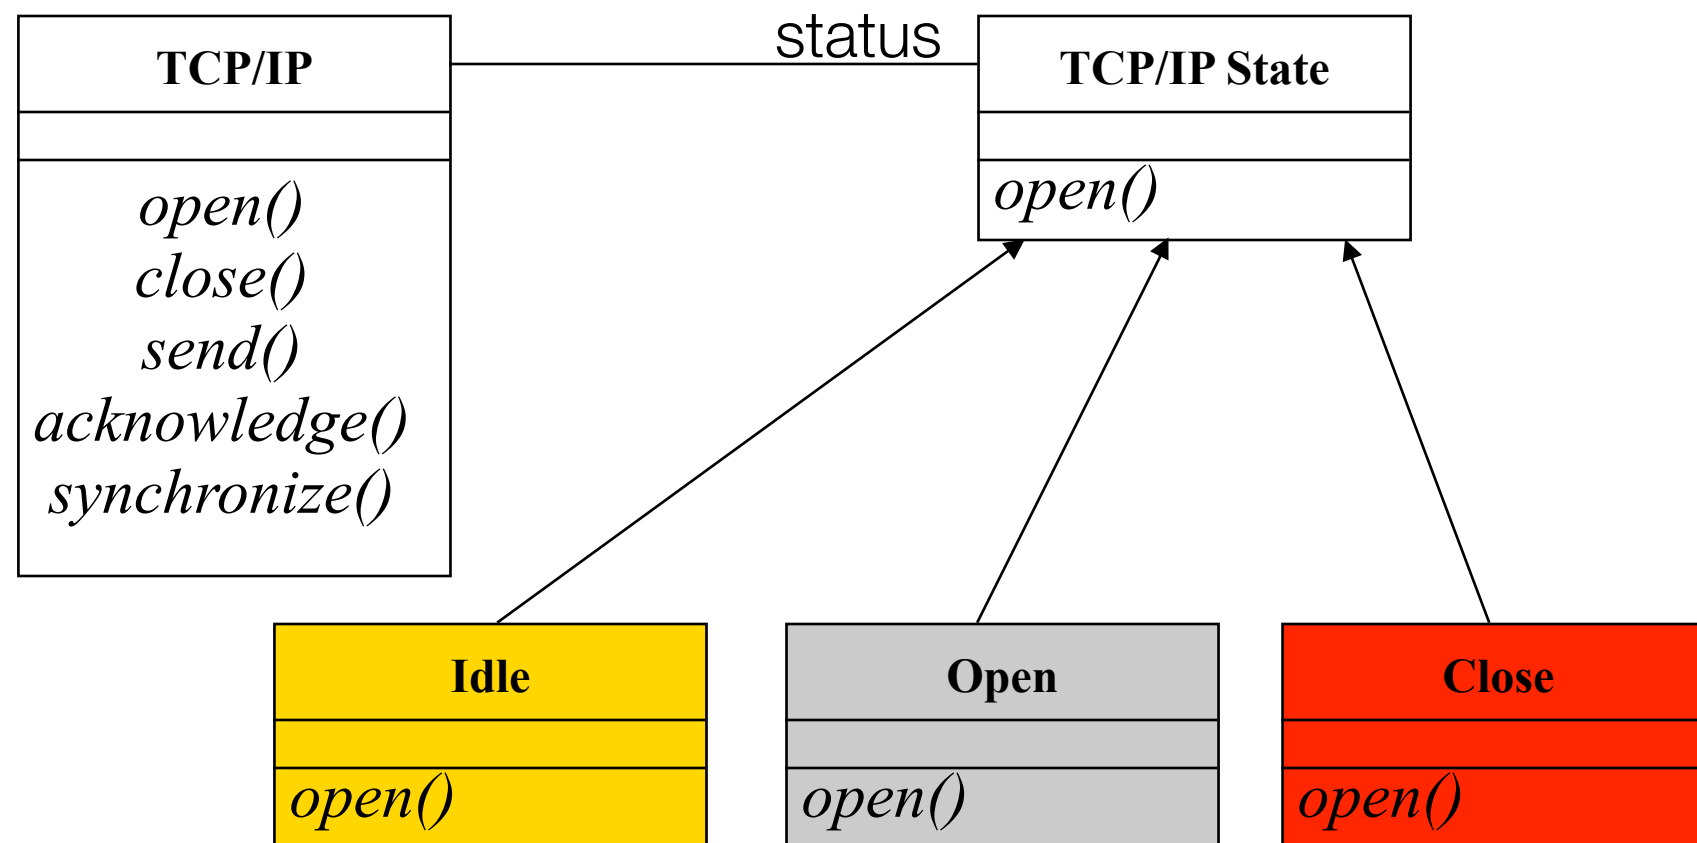 TCP/IP
open()
close()
send()
acknowledge()
synchronize()
status
TCP/IP State
open()
Idle
open()
Open
open()
Close
open()